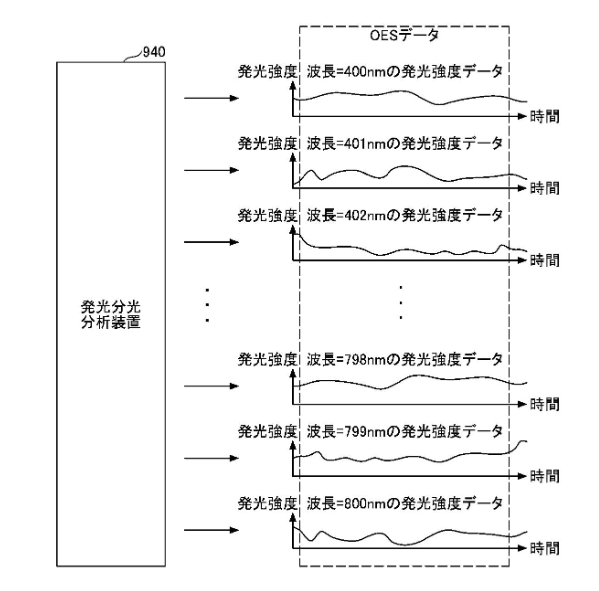 OESデータ
940
発光強度 波長=400nmの発光強度データ
時間
発光強度 波長=401nmの発光強度データ
時間
発光強度 波長=402nmの発光強度データ
時間
発光分光
分析装置
発光強度 波長=798nmの発光強度データ
時間
発光強度 波長=799nmの発光強度データ
時間
発光強度 波長=800nmの発光強度データ
時間